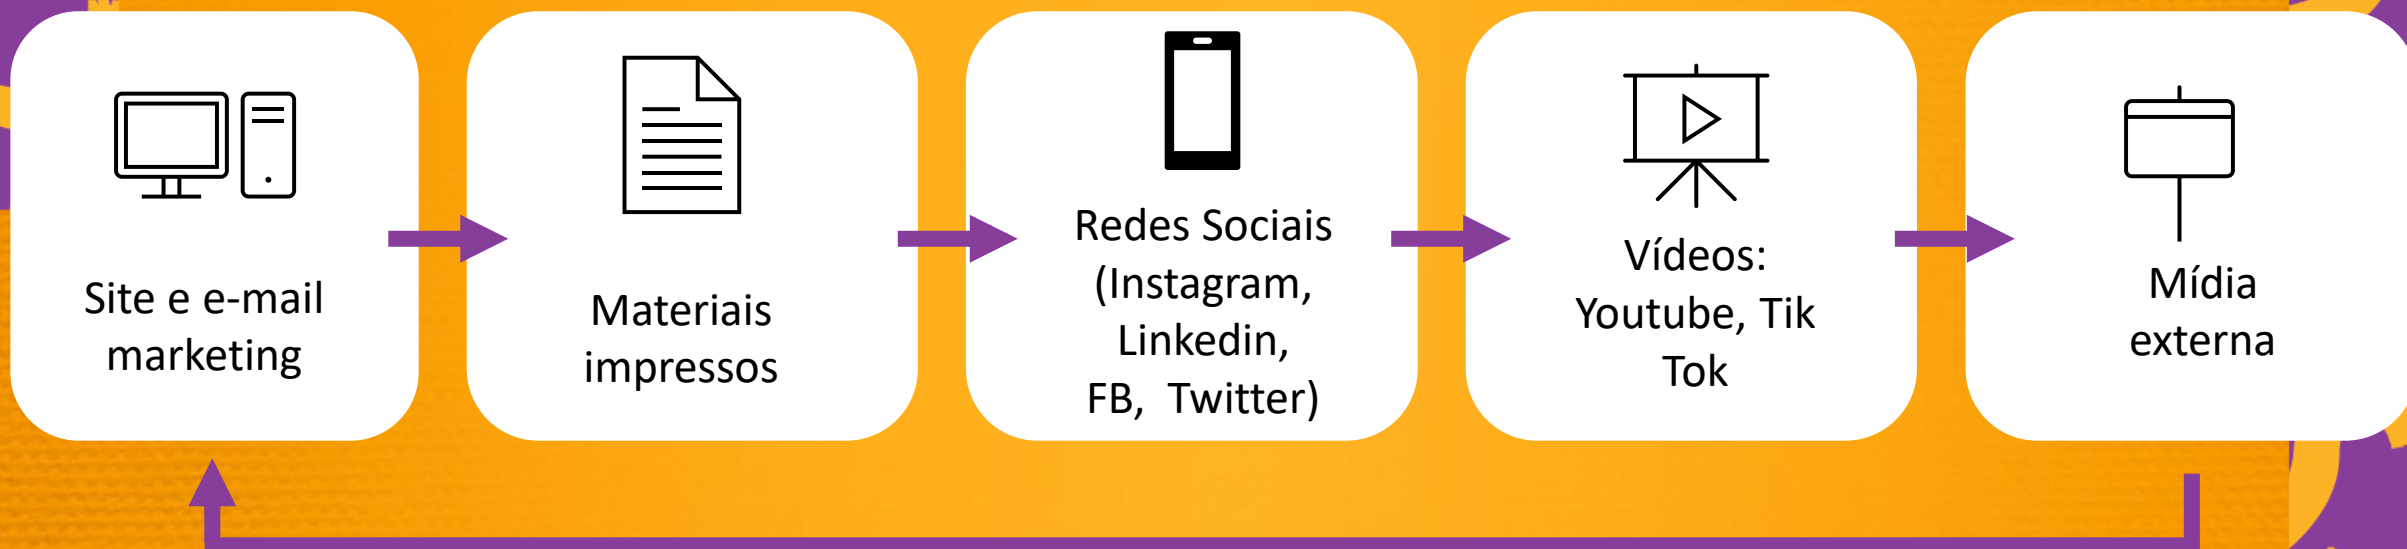 Site e e-mail
marketing
Materiais
impressos
Redes Sociais
(Instagram,
Linkedin,
FB,  Twitter)
Vídeos:
Youtube, Tik
Tok
Mídia
externa